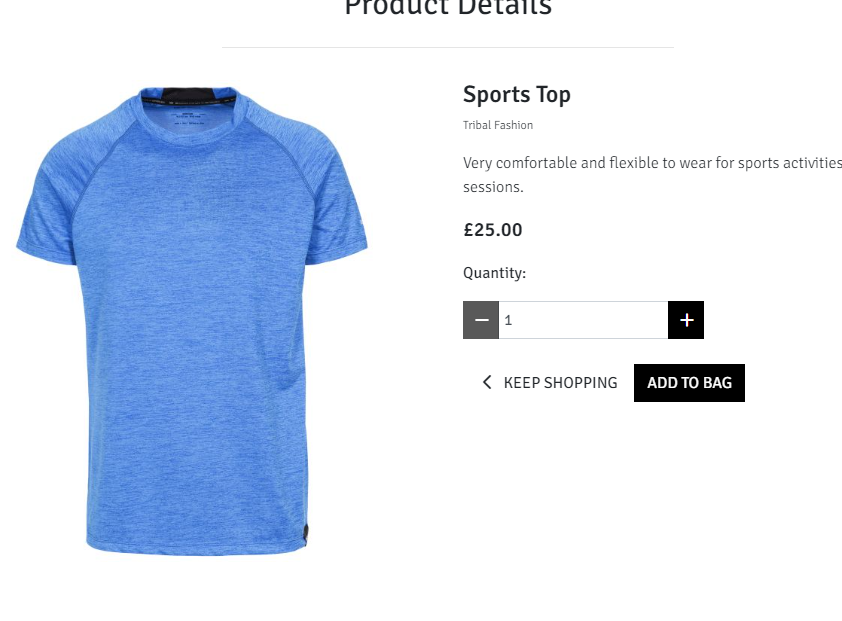 Product Details
Sports Top
Tribal Fashion
Very comfortable and flexible to wear for sports activities
sessions.
£25.00
Quantity:
1
KEEP SHOPPING
ADD TO BAG